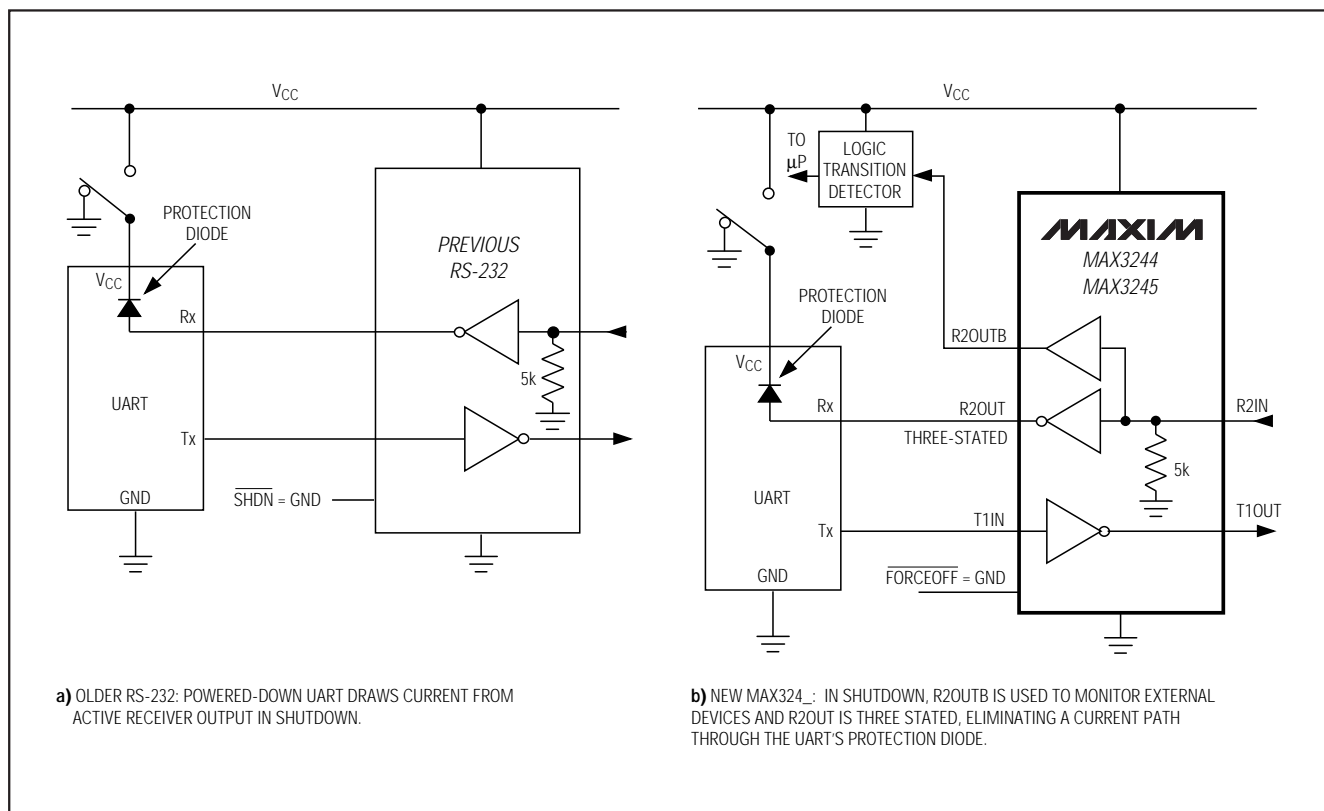 VCC
PROTECTION
DIODE
PREVIOUS
RS-232
VCC
Rx
5k
UART
Tx
GND
SHDN = GND
a) OLDER RS-232: POWERED-DOWN UART DRAWS CURRENT FROM
ACTIVE RECEIVER OUTPUT IN SHUTDOWN.
VCC
TO
µP
LOGIC
TRANSITION
DETECTOR
MAXIM
MAX3244
MAX3245
PROTECTION
DIODE
R2OUTB
VCC
Rx
R2OUT
THREE-STATED
R2IN
5k
UART
Tx
T1IN
T1OUT
GND
FORCEOFF = GND
b) NEW MAX324_: IN SHUTDOWN, R2OUTB IS USED TO MONITOR EXTERNAL
DEVICES AND R2OUT IS THREE STATED, ELIMINATING A CURRENT PATH
THROUGH THE UART'S PROTECTION DIODE.